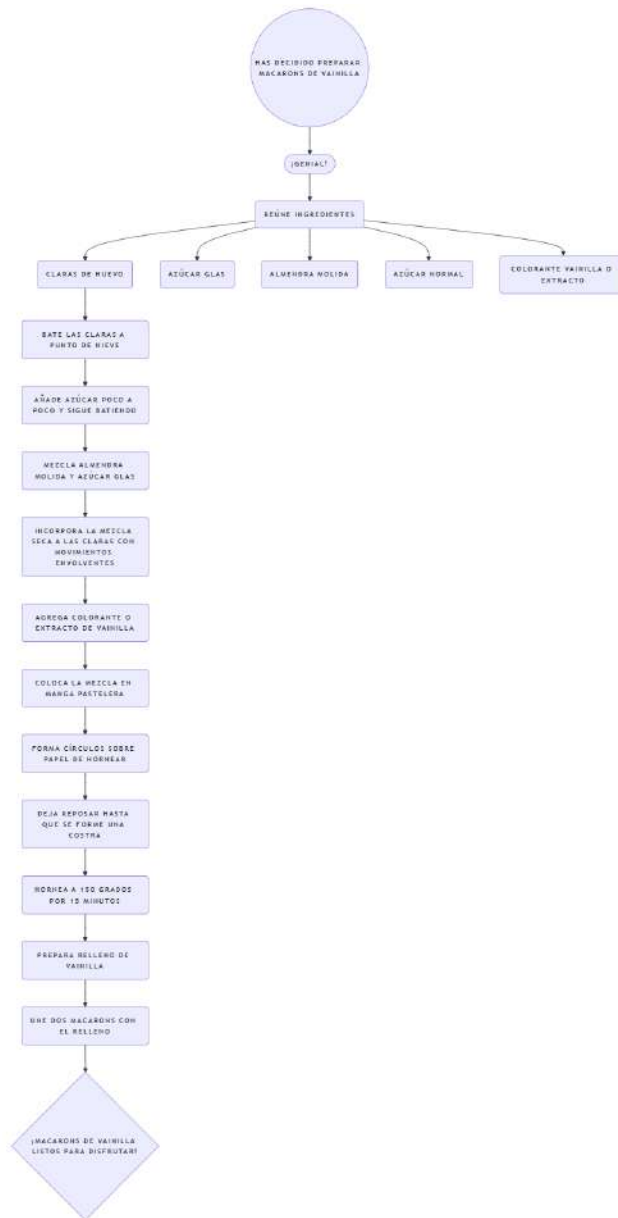 HAS DECIDIDO PREPARAR
MACARONS DE VAINILLA
¡GENIAL!
REÚNE INGREDIENTES
CLARAS DE HUEVO
AZÚCAR GLAS
ALMENDRA MOLIDA
AZÚCAR NORMAL
COLORANTE VAINILLA O
EXTRACTO
BATE LAS CLARAS A
PUNTO DE NIEVE
AÑADE AZÚCAR POCO A
POCO Y SIGUE BATIENDO
MEZCLA ALMENDRA
MOLIDA Y AZÚCAR GLAS
INCORPORA LA MEZCLA
SECA A LAS CLARAS CON
MOVIMIENTOS
ENVOLVENTES
AGREGA COLORANTE O
EXTRACTO DE VAINILLA
COLOCA LA MEZCLA EN
MANGA PASTELERA
FORMA CÍRCULOS SOBRE
PAPEL DE HORNEAR
DEJA REPOSAR HASTA
QUE SE FORME UNA
COSTRA
HORNEA A 150 GRADOS
POR 15 MINUTOS
PREPARA RELLENO DE
VAINILLA
UNE DOS MACARONS CON
EL RELLENO
¡MACARONS DE VAINILLA
LISTOS PARA DISFRUTAR!